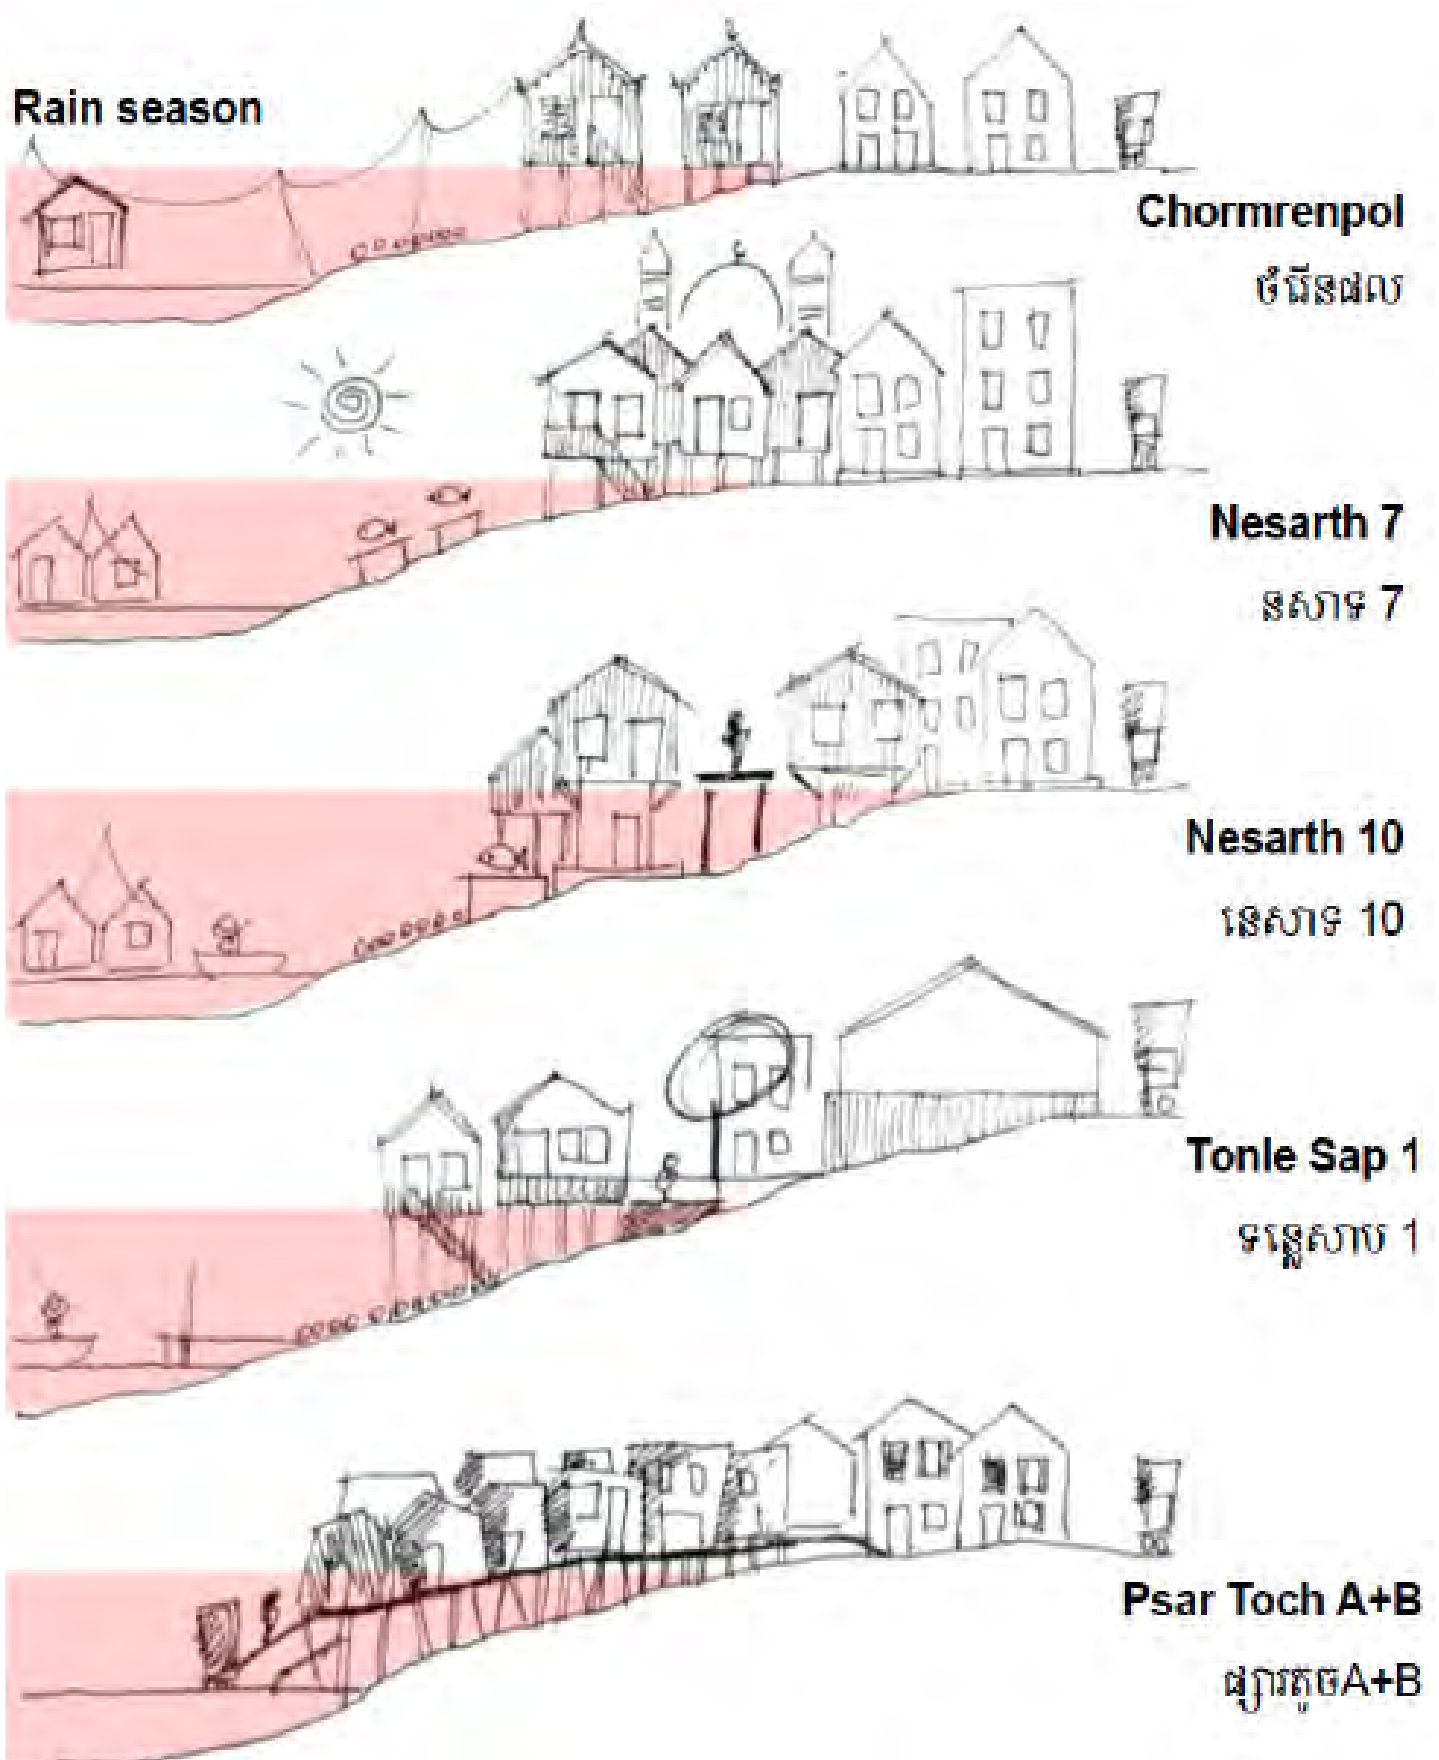 Rain season
Chormrenpol
ចំរើនផល
Nesarth 7
នសាទ 7
Nesarth 10
នេសាទ 10
Tonle Sap 1
ទន្លេសាប 1
Psar Toch A+B
ផ្សារតូចA+B